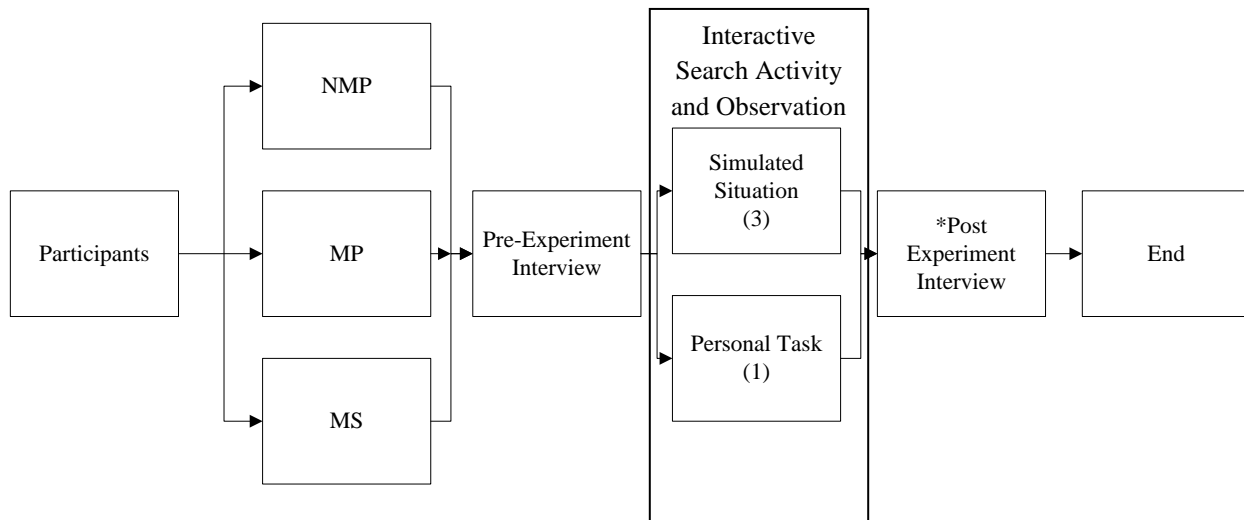 Participants
NMP
MP
MS
Pre-Experiment
Interview
Interactive
Search Activity
and Observation
Simulated
Situation
(3)
Personal Task
(1)
*Post
Experiment
Interview
End